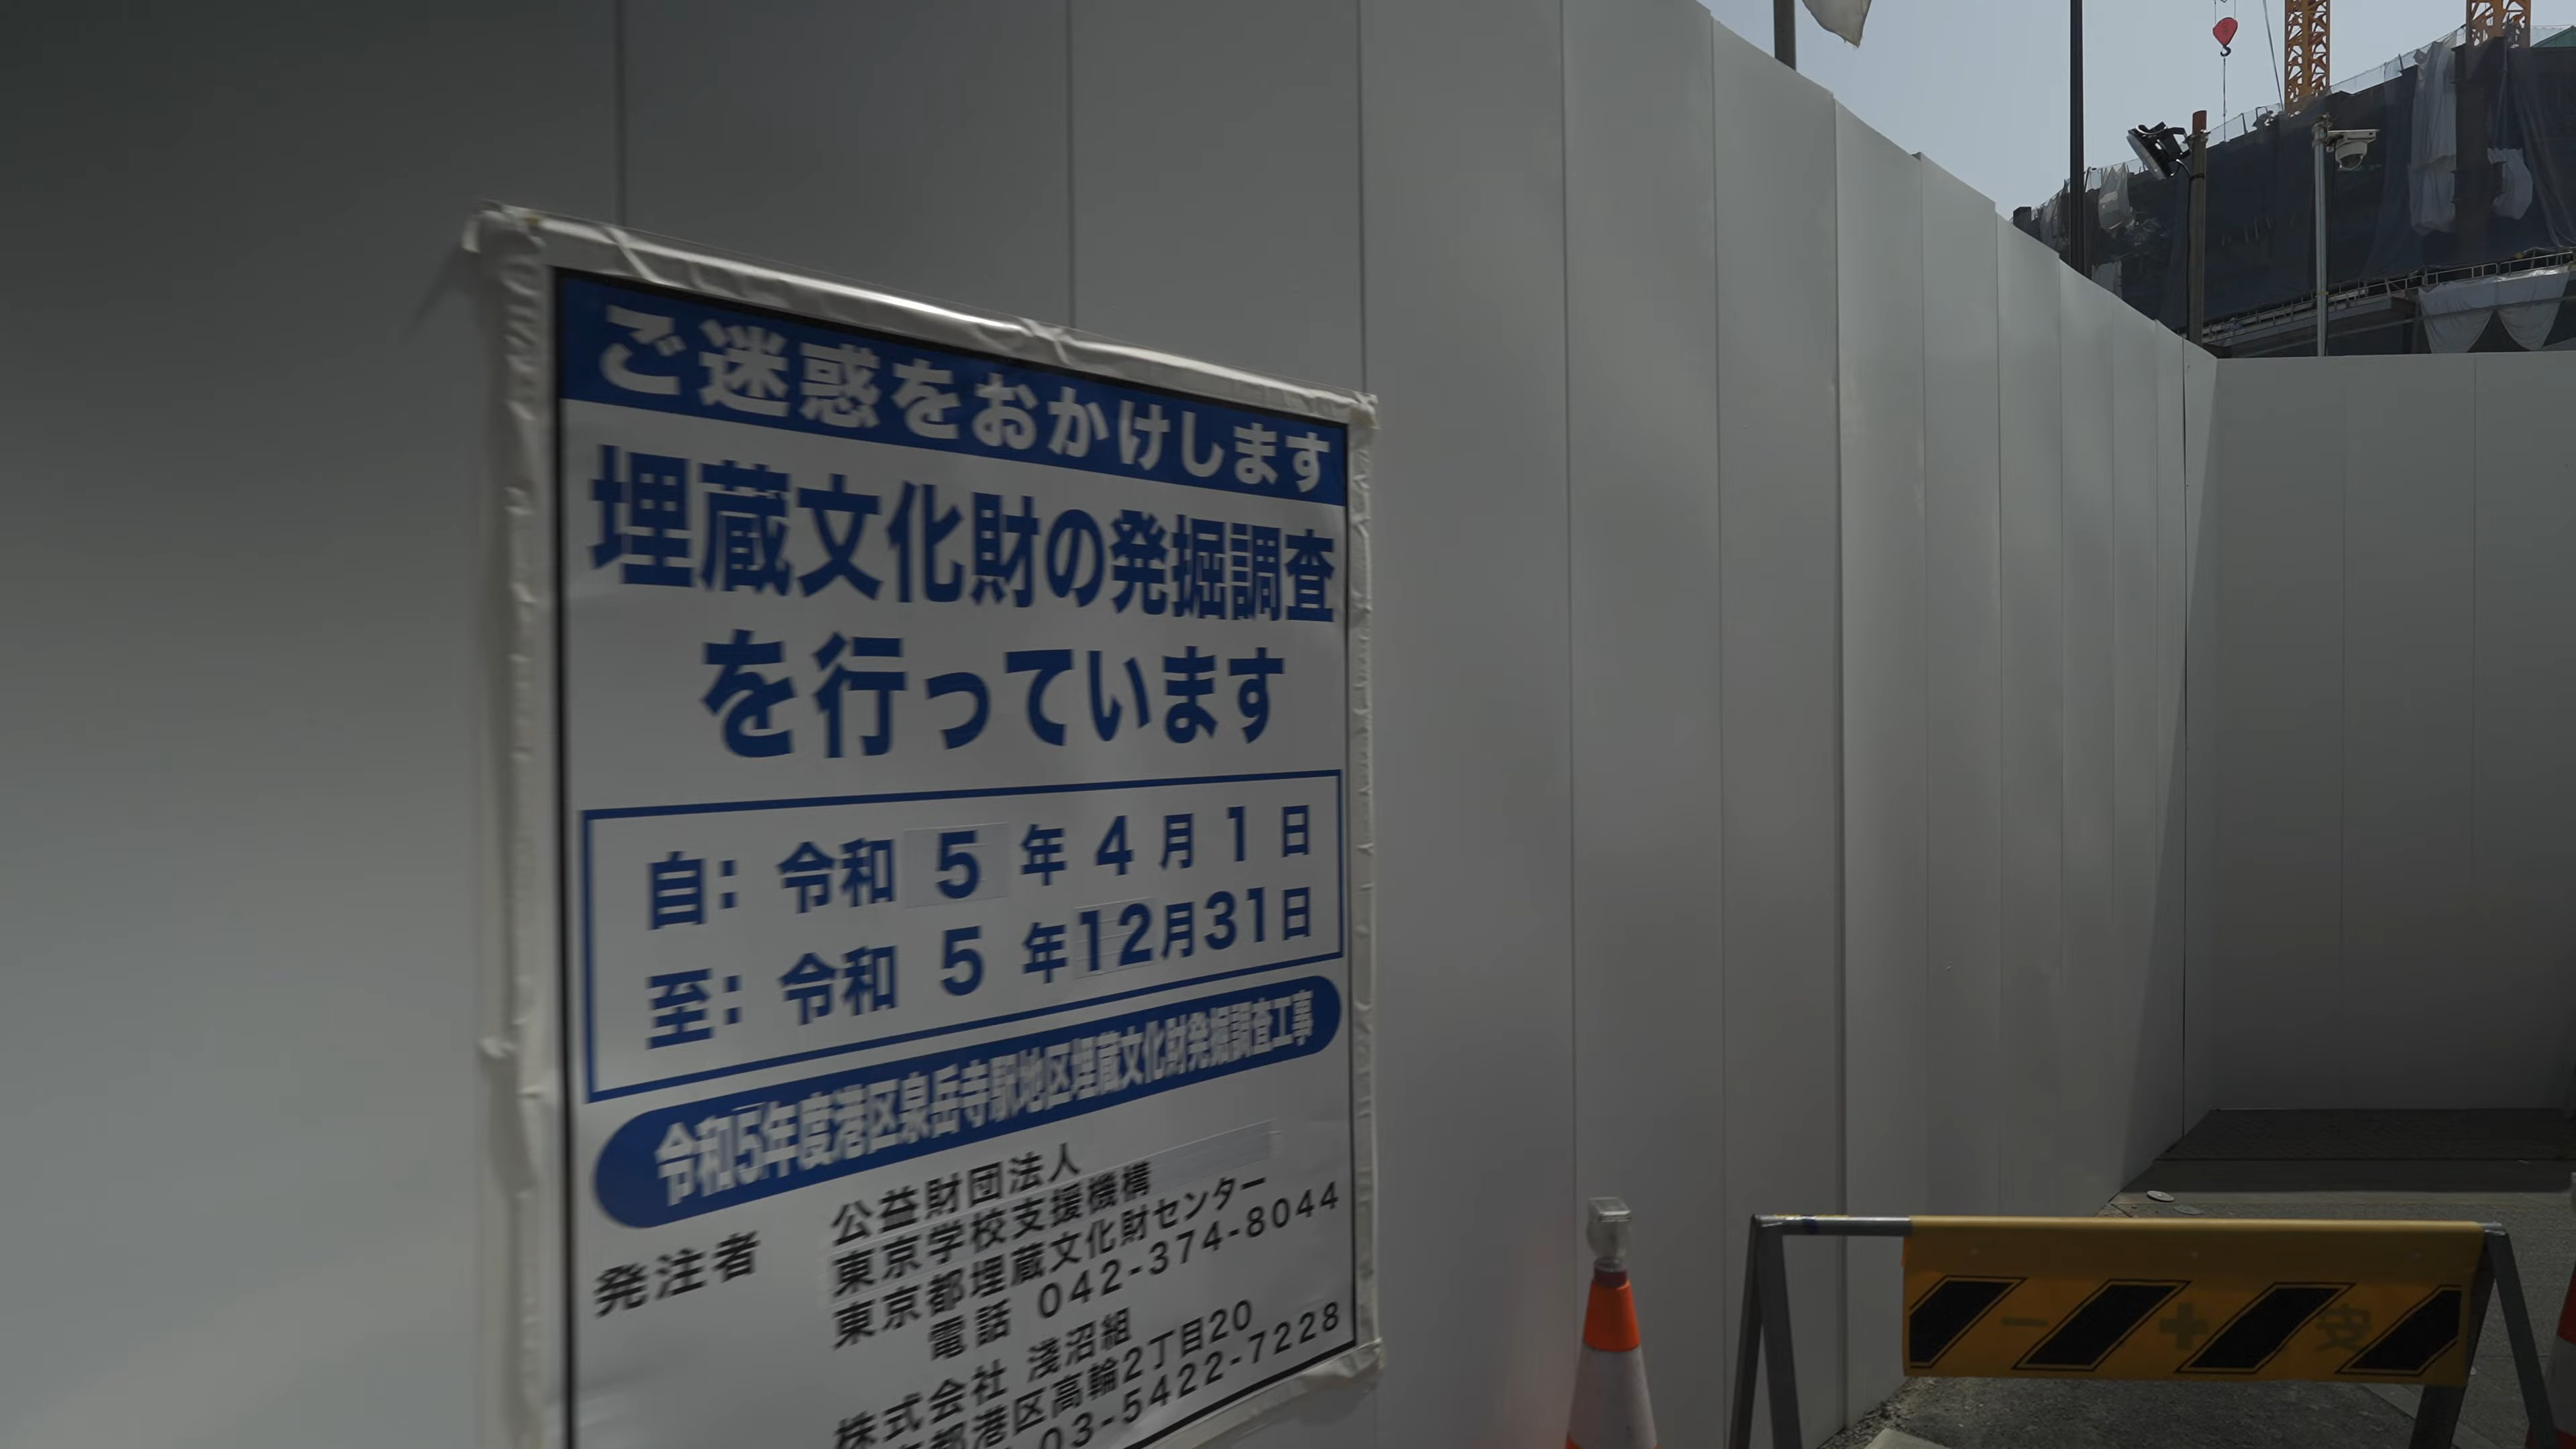 ご迷惑をおかけします
埋蔵文化財の発掘調査
を行っています
自: 令和 5 年 4 月 1 日
至: 令和 5 年12月31日
令和5年度港区泉岳寺駅地区埋蔵文化財発掘調査工事
発注者 公益財団法人
東京学校支援機構
東京都埋蔵文化財センター
電話 042-374-8044
株式会社 淺沼組
都港区高輪2丁目20
03-5422-7228
安